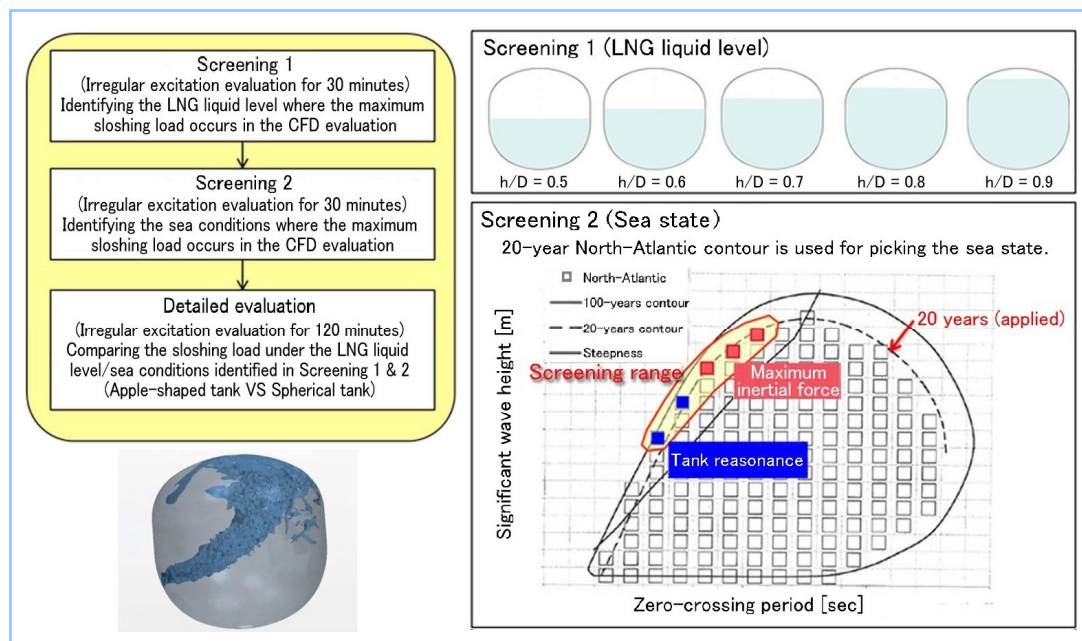 Screening 1
(Irregular excitation evaluation for 30 minutes)
Identifying the LNG liquid level where the maximum
sloshing load occurs in the CFD evaluation
Screening 2
(Irregular excitation evaluation for 30 minutes)
Identifying the sea conditions where the maximum
sloshing load occurs in the CFD evaluation
Detailed evaluation
(Irregular excitation evaluation for 120 minutes)
Comparing the sloshing load under the LNG liquid
level/sea conditions identified in Screening 1 & 2
(Apple-shaped tank VS Spherical tank)
Screening 1 (LNG liquid level)
h/D = 0.5
h/D = 0.6
h/D = 0.7
h/D = 0.8
h/D = 0.9
Screening 2 (Sea state)
20-year North-Atlantic contour is used for picking the sea state.
North-Atlantic
100-years contour
20-years contour
Steepness
20 years (applied)
Screening range
Maximum
inertial force
Tank reasonance
Significant wave height [m]
Zero-crossing period [sec]